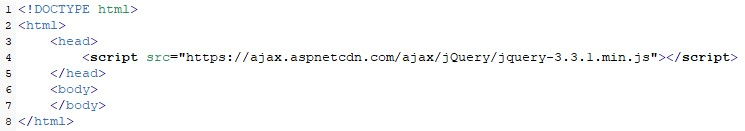 1 <!DOCTYPE html>
2 <html>
3     <head>
4         <script src="https://ajax.aspnetcdn.com/ajax/jQuery/jquery-3.3.1.min.js"></script>
5     </head>
6     <body>
7     </body>
8 </html>